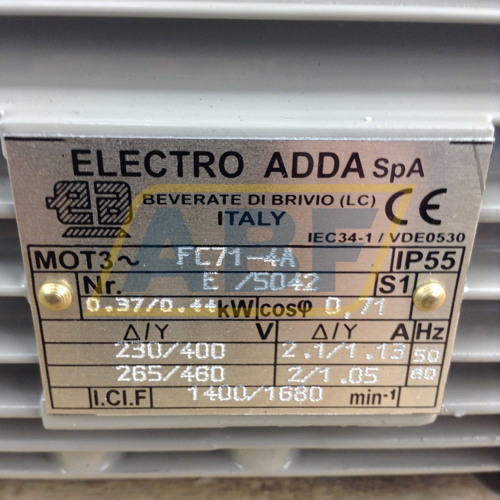 ELECTRO ADDA SpA
BEVERATE DI BRIVIO (LC)
ITALY
CE
IEC34-1 / VDE0530
MOT3~ FC71-4A IP55
Nr. E /5042 S1
0.37/0.44 kW cosφ 0,71
Δ/Y V Δ/Y A Hz
230/400 2.1/1.13 50
265/460 2/1.05 60
I.Cl.F 1400/1680 min-1